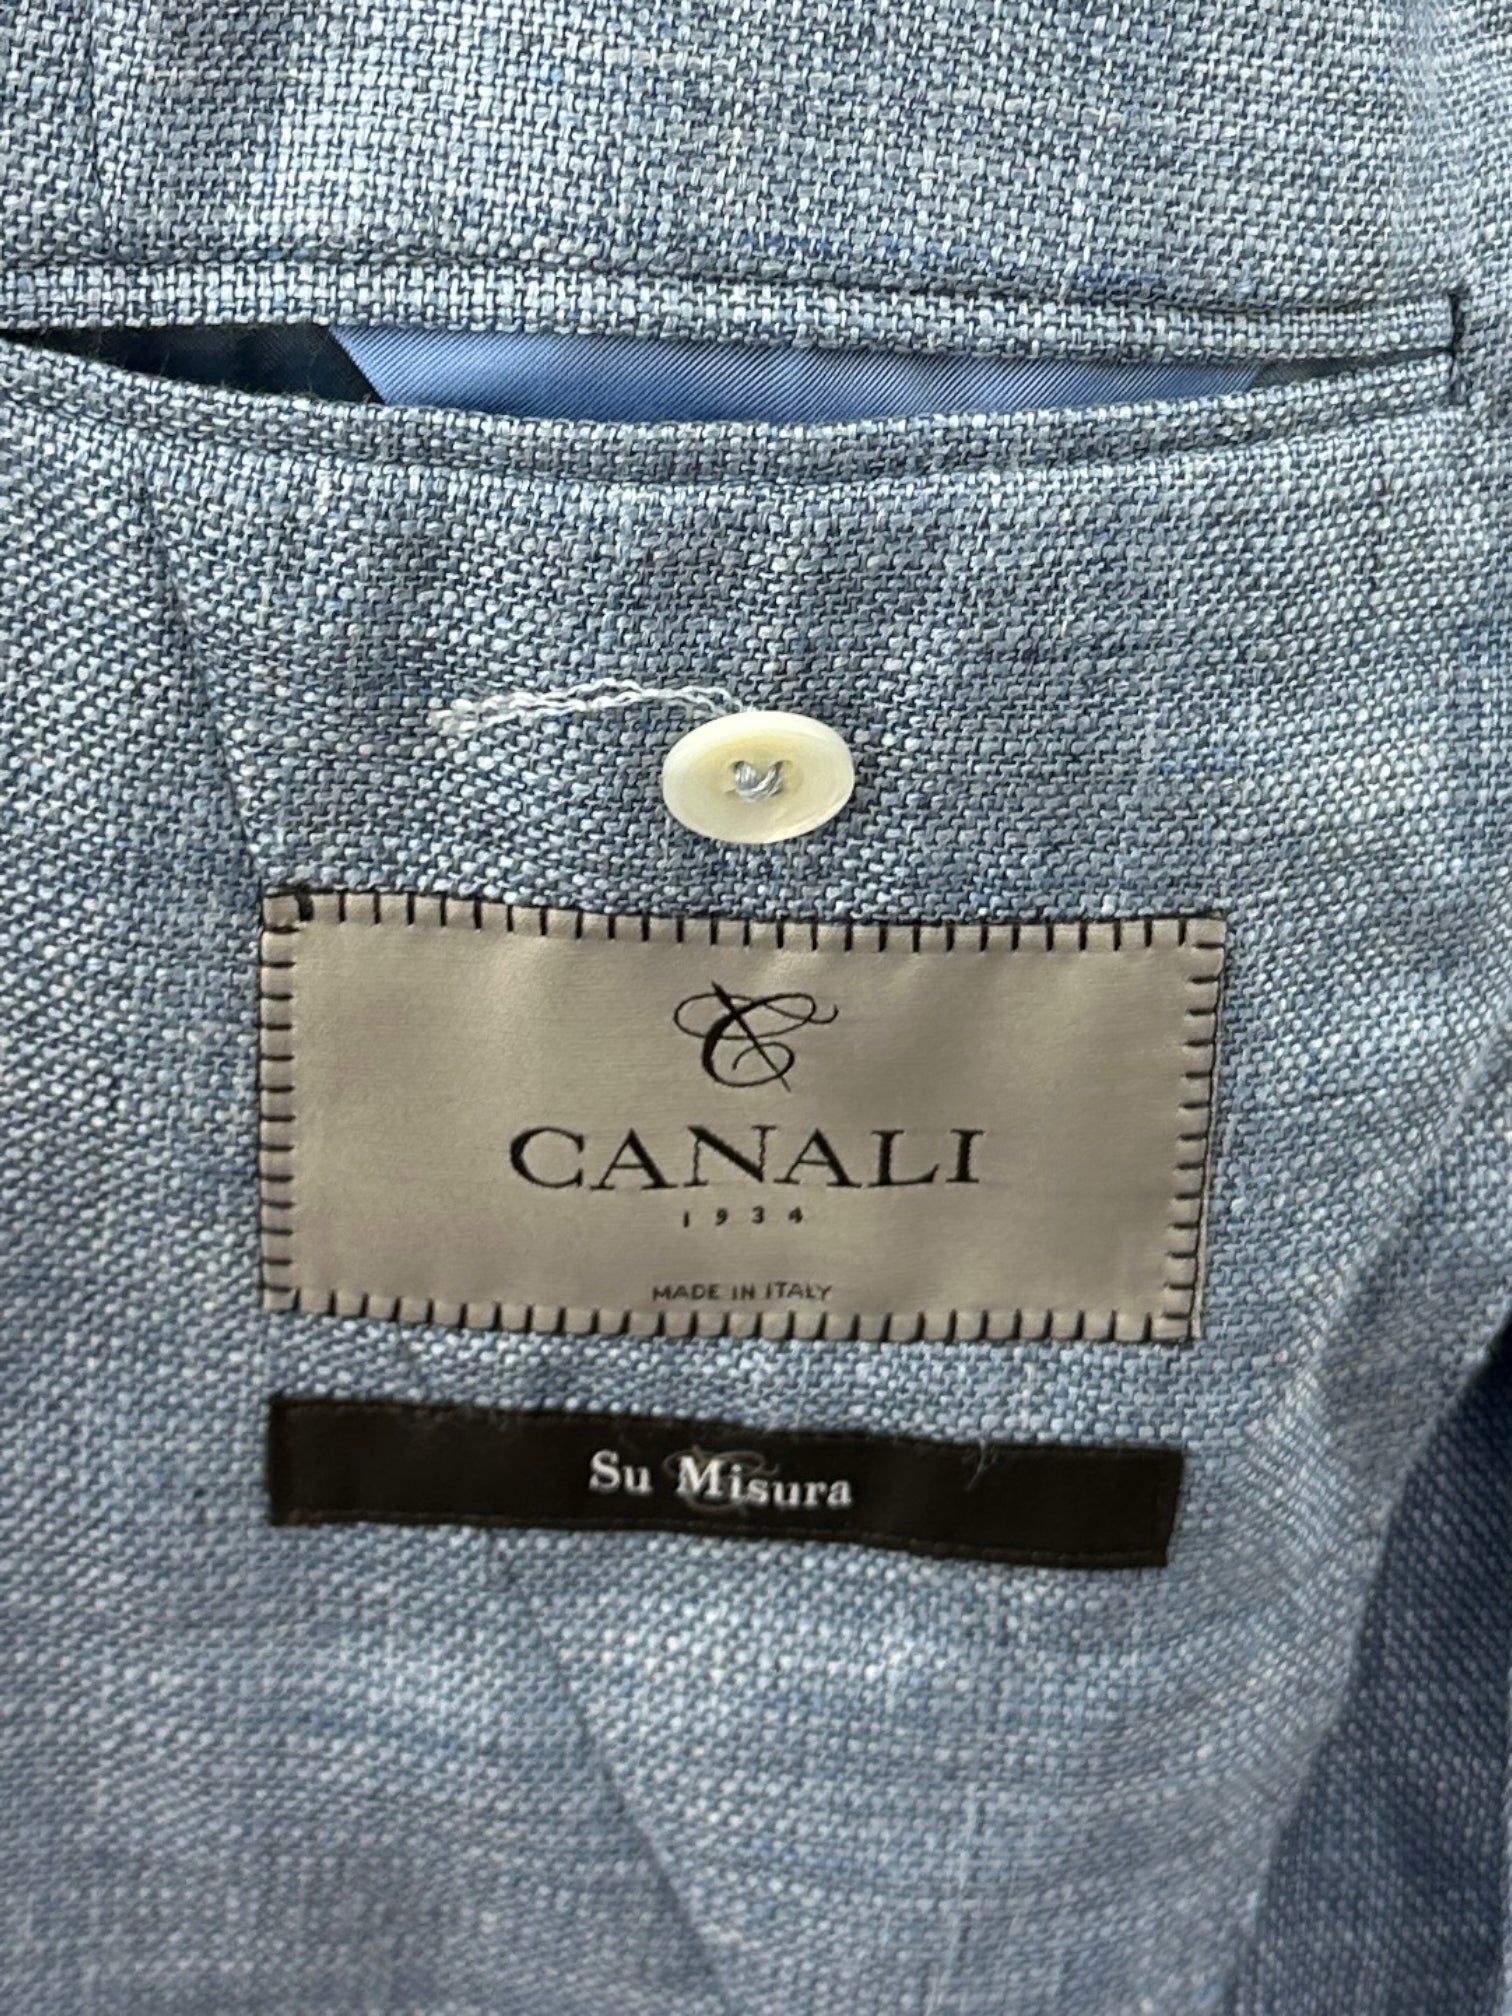 CANALI
1934
MADE IN ITALY
Su Misura